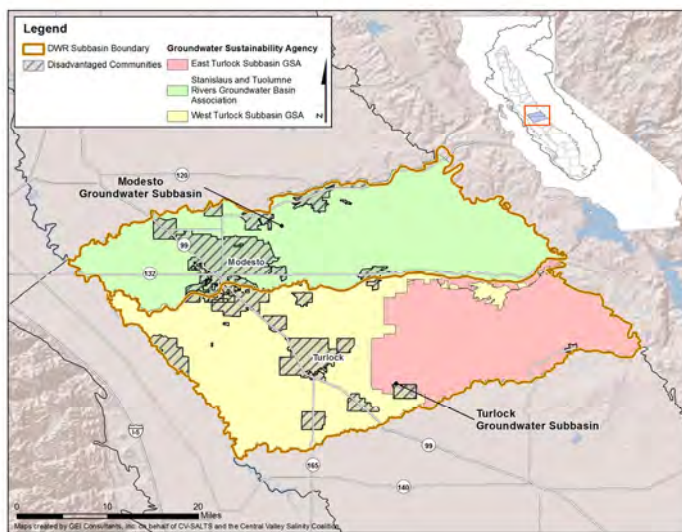 Legend
DWR Subbasin Boundary
Disadvantaged Communities
Groundwater Sustainability Agency
East Turlock Subbasin GSA
Stanislaus and Tuolumne
Rivers Groundwater Basin
Association
West Turlock Subbasin GSA
Z
120
Modesto
Groundwater Subbasin
99
Modesto
132
Turlock
Turlock
Groundwater Subbasin
I-5
99
165
140
0
10
20
Miles
Maps created by GEI Consultants, Inc. on behalf of CV-SALTS and the Central Valley Salinity Coalition